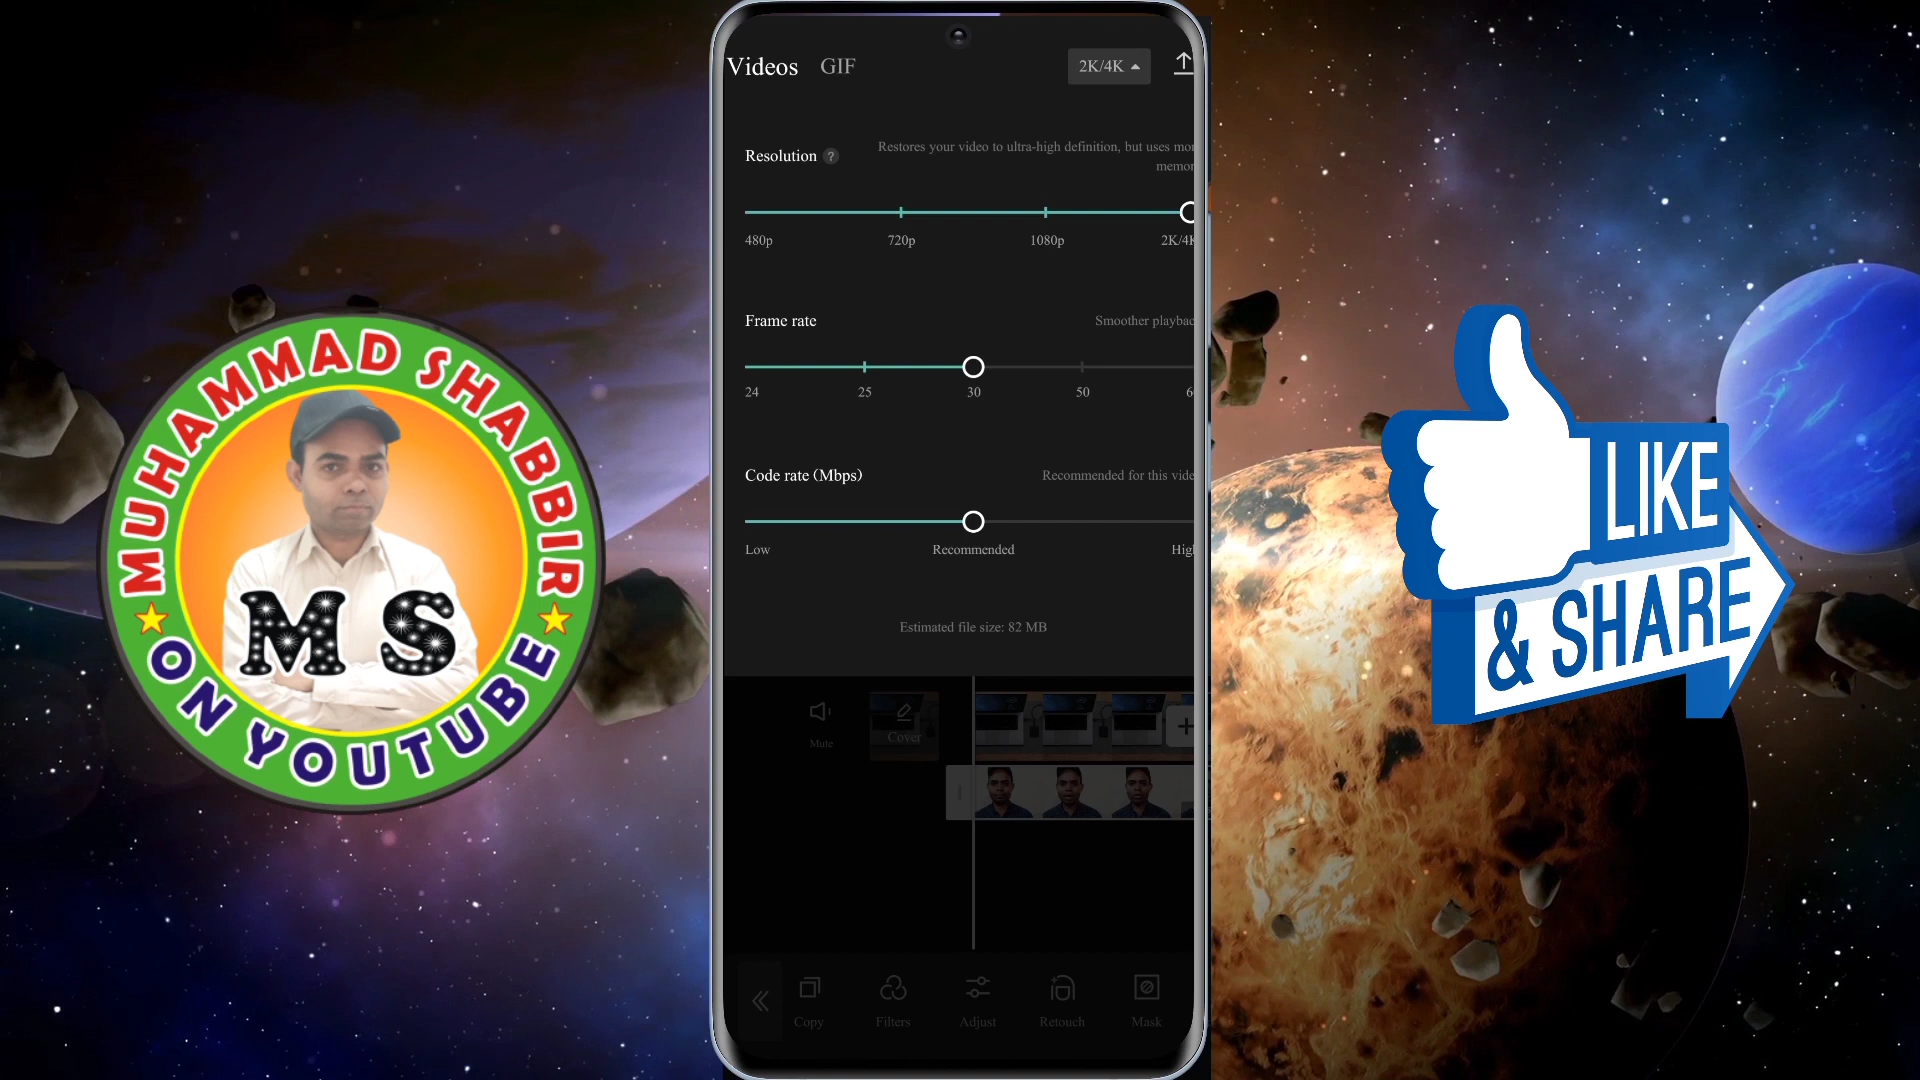 MUHAMMAD SHABBIR
MS
ON YOUTUBE
Videos GIF 2K/4K
Resolution ? Restores your video to ultra-high definition, but uses mor
memor
480p 720p 1080p 2K/4K
Frame rate Smoother playbac
24 25 30 50 6
Code rate (Mbps) Recommended for this vide
Low Recommended High
Estimated file size: 82 MB
Mute Cover
Copy Filters Adjust Retouch Mask
LIKE
& SHARE